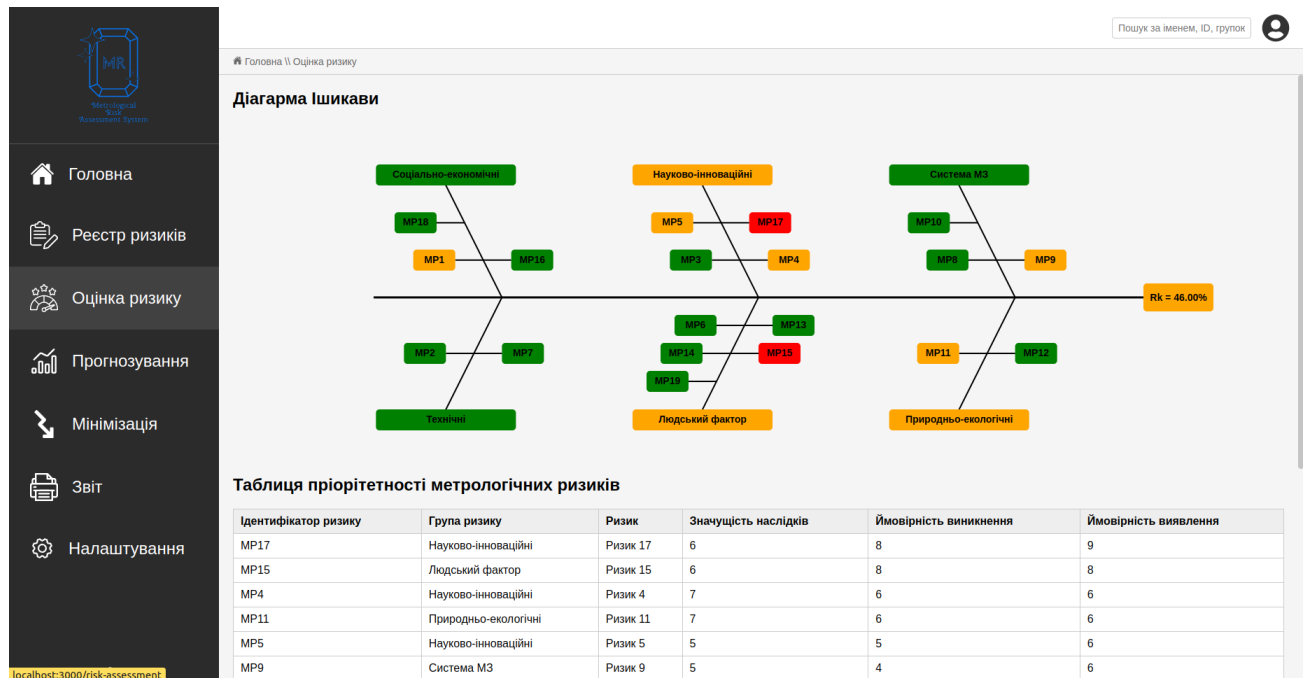 MR
Metrological
Risk
Assessment System
Головна
Реєстр ризиків
Оцінка ризику
Прогнозування
Мінімізація
Звіт
Налаштування
localhost:3000/risk-assessment
Пошук за іменем, ID, групок
Головна \\ Оцінка ризику
Діагарма Ішикави
Соціально-економічні Науково-інноваційні Система МЗ
МР18 МР5 МР17 МР10
МР1 МР16 МР3 МР4 МР8 МР9
Rk = 46.00%
МР6 МР13
МР2 МР7 МР14 МР15 МР11 МР12
МР19
Технічні Людський фактор Природньо-екологічні
Таблиця пріорітетності метрологічних ризиків
Ідентифікатор ризику Група ризику Ризик Значущість наслідків Ймовірність виникнення Ймовірність виявлення
МР17 Науково-інноваційні Ризик 17 6 8 9
МР15 Людський фактор Ризик 15 6 8 8
МР4 Науково-інноваційні Ризик 4 7 6 6
МР11 Природньо-екологічні Ризик 11 7 6 6
МР5 Науково-інноваційні Ризик 5 5 5 6
МР9 Система МЗ Ризик 9 5 4 6